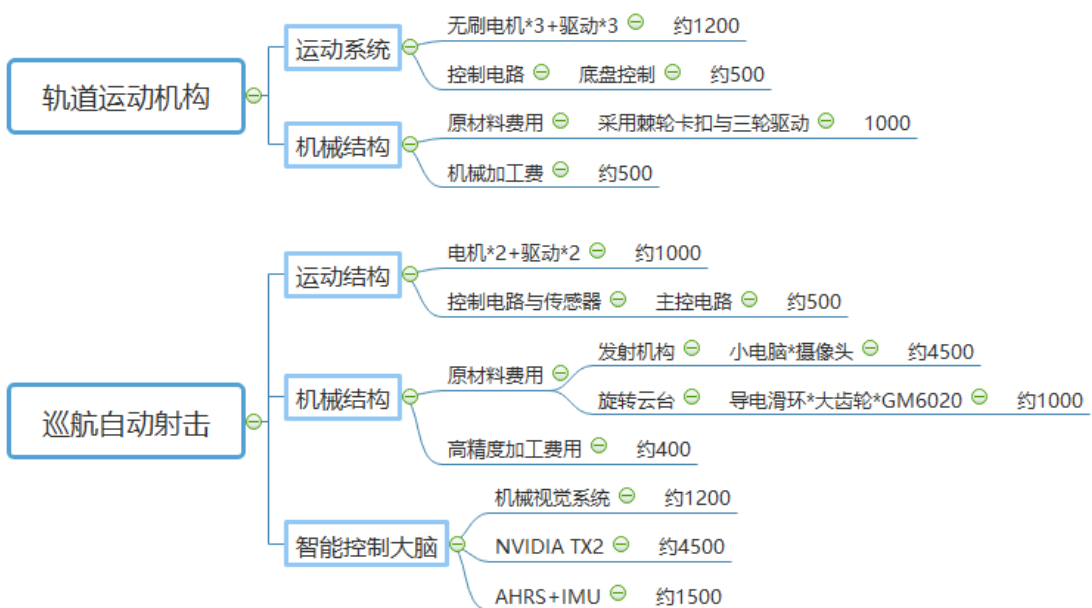 轨道运动机构
运动系统
无刷电机*3+驱动*3 约1200
控制电路 底盘控制 约500
机械结构
原材料费用 采用棘轮卡扣与三轮驱动 1000
机械加工费 约500
巡航自动射击
运动结构
电机*2+驱动*2 约1000
控制电路与传感器 主控电路 约500
机械结构
原材料费用
发射机构 小电脑*摄像头 约4500
旋转云台 导电滑环*大齿轮*GM6020 约1000
高精度加工费用 约400
智能控制大脑
机械视觉系统 约1200
NVIDIA TX2 约4500
AHRS+IMU 约1500